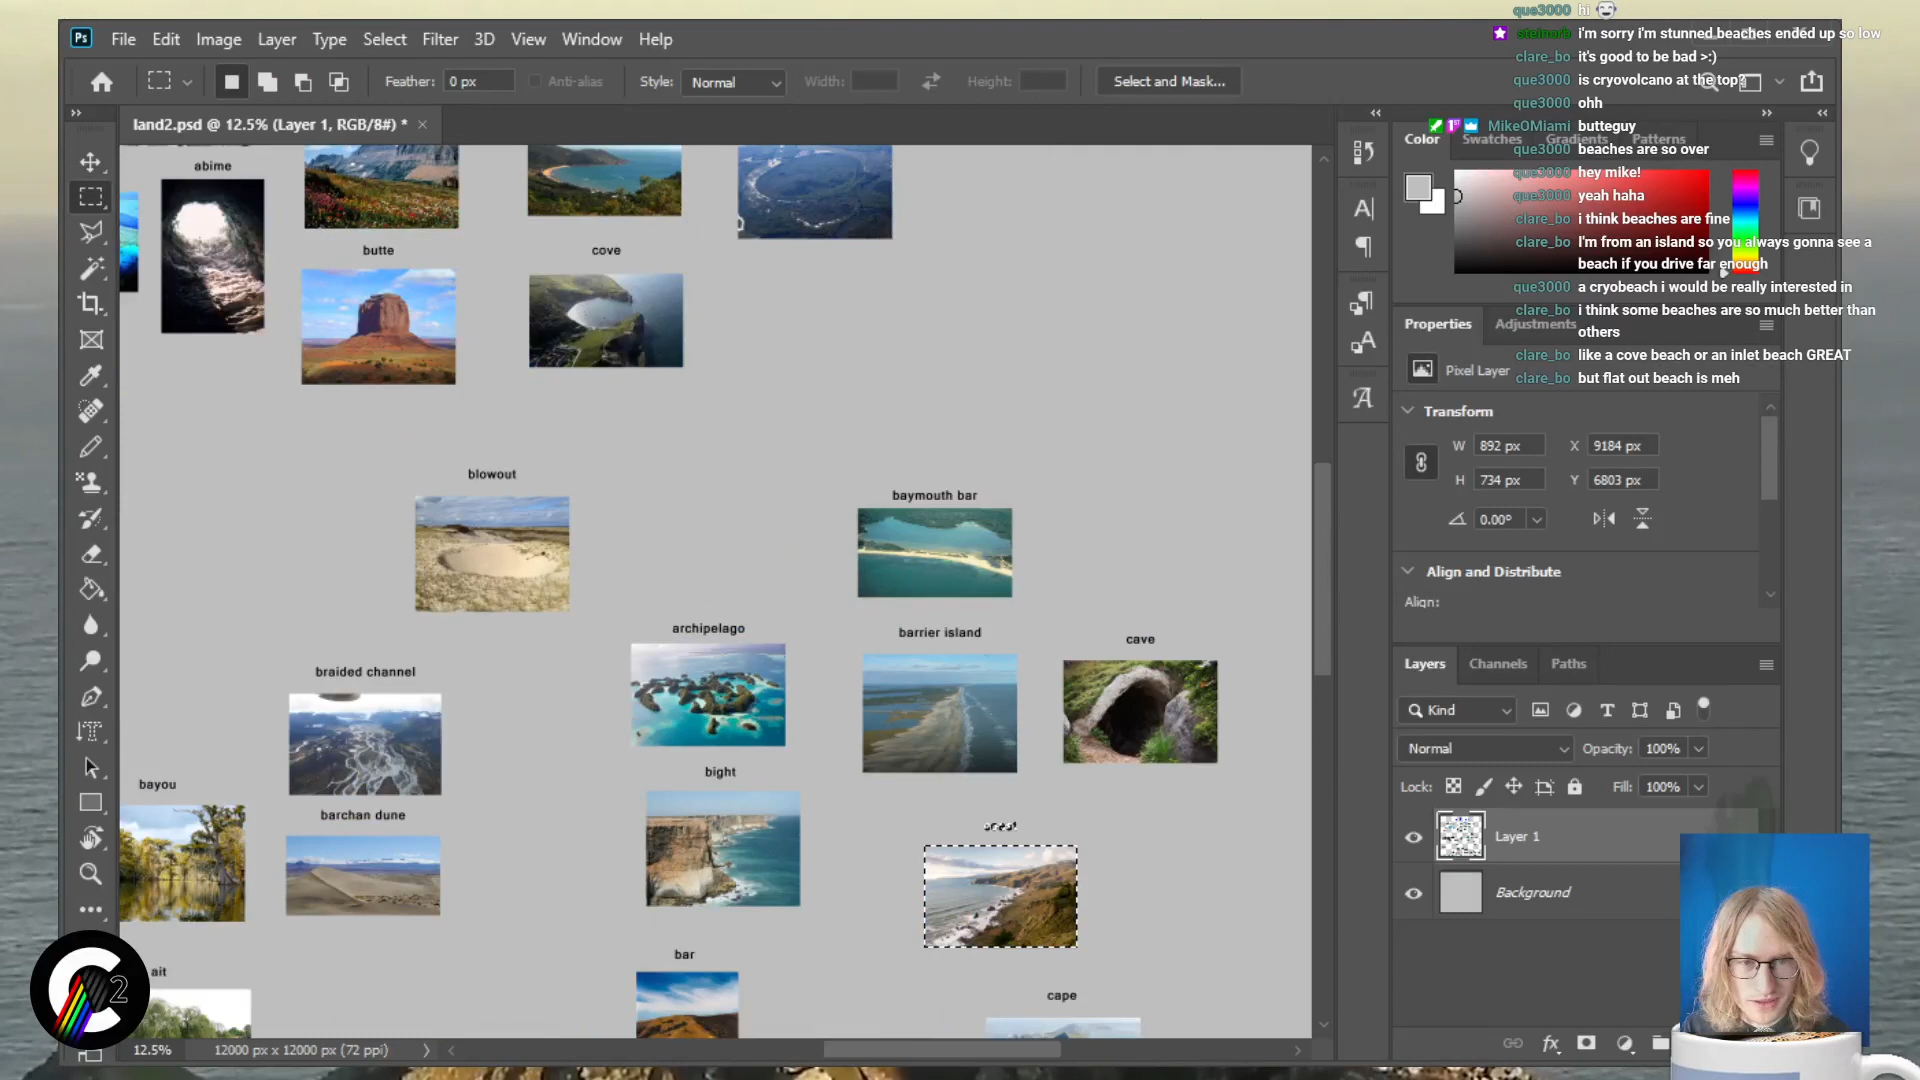 Ps File Edit Image Layer Type Select Filter 3D View Window Help
Feather: 0 px Anti-alias Style: Normal Width: Height: Select and Mask...
land2.psd @ 12.5% (Layer 1, RGB/8#) *
que3000 hi
steinorb i'm sorry i'm stunned beaches ended up so low
clare_bo it's good to be bad >:)
que3000 is cryovolcano at the top?
que3000 ohh
MikeOMiami butteguy
que3000 beaches are so over
que3000 hey mike!
que3000 yeah haha
clare_bo i think beaches are fine
clare_bo I'm from an island so you always gonna see a
beach if you drive far enough
que3000 a cryobeach i would be really interested in
clare_bo i think some beaches are so much better than
others
clare_bo like a cove beach or an inlet beach GREAT
clare_bo but flat out beach is meh
abime
butte
cove
blowout
baymouth bar
archipelago
barrier island
cave
braided channel
bight
bayou
barchan dune
bar
ait
cape
12.5% 12000 px x 12000 px (72 ppi)
Color Swatches Gradients Patterns
Properties Adjustments
Pixel Layer
Transform
W 892 px X 9184 px
H 734 px Y 6803 px
0.00°
Align and Distribute
Align:
Layers Channels Paths
Kind
Normal Opacity: 100%
Lock: Fill: 100%
Layer 1
Background
fx
C 2